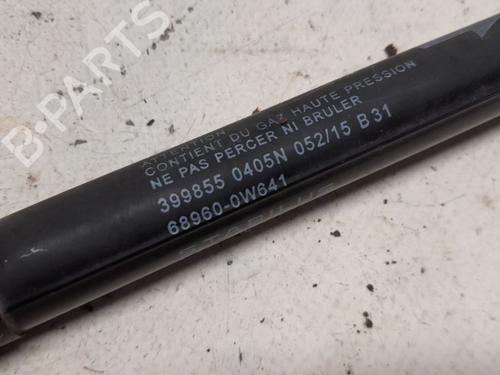 B-PARTS
ATTENTION
CONTIENT DU GAZ HAUTE PRESSION
NE PAS PERCER NI BRULER
399855 0405N 052/15 B31
68960-0W641
STABILUS